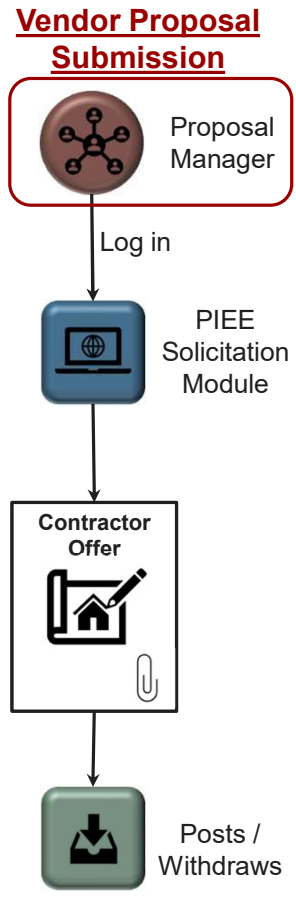 Vendor Proposal
Submission
Proposal
Manager
Log in
PIEE
Solicitation
Module
Contractor
Offer
Posts /
Withdraws